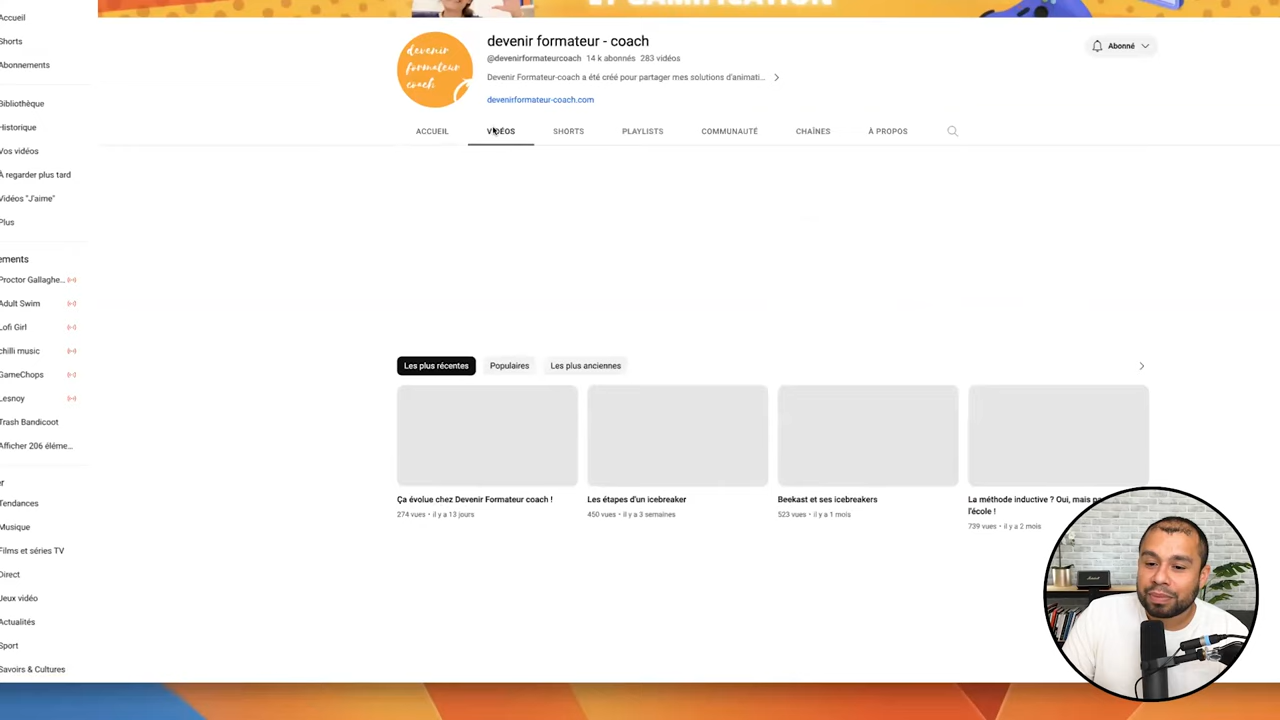 ET GAMIFICATION
Accueil
Shorts
Abonnements
Bibliothèque
Historique
Vos vidéos
À regarder plus tard
Vidéos "J'aime"
Plus
ements
Proctor Gallaghe...
Adult Swim
Lofi Girl
chilli music
GameChops
Lesnoy
Trash Bandicoot
Afficher 206 éléme...
er
Tendances
Musique
Films et séries TV
Direct
Jeux vidéo
Actualités
Sport
Savoirs & Cultures
devenir
formateur
coach
devenir formateur - coach
@devenirformateurcoach 14 k abonnés 283 vidéos
Devenir Formateur-coach a été créé pour partager mes solutions d'animati...
devenirformateur-coach.com
Abonné
ACCUEIL VIDÉOS SHORTS PLAYLISTS COMMUNAUTÉ CHAÎNES À PROPOS
Les plus récentes Populaires Les plus anciennes
Ça évolue chez Devenir Formateur coach !
274 vues • il y a 13 jours
Les étapes d'un icebreaker
450 vues • il y a 3 semaines
Beekast et ses icebreakers
523 vues • il y a 1 mois
La méthode inductive ? Oui, mais
l'école !
739 vues • il y a 2 mois